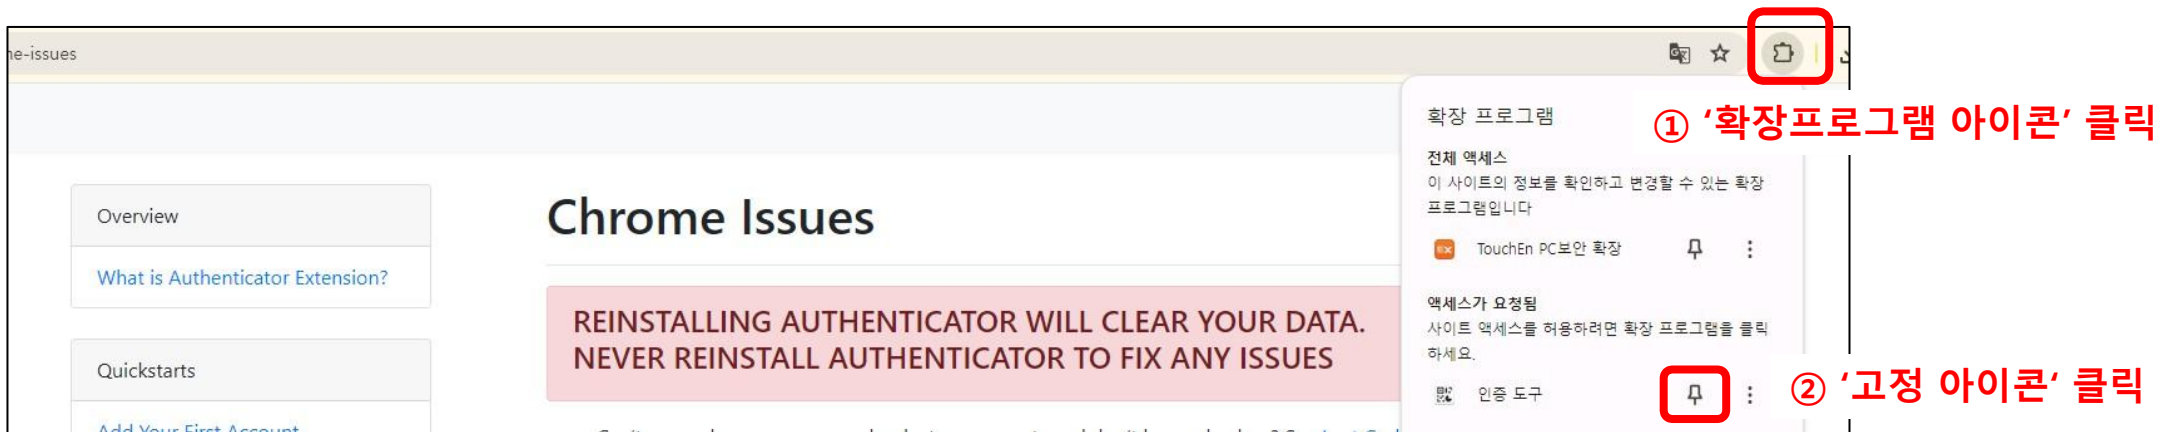 ne-issues
① ‘확장프로그램 아이콘’ 클릭
확장 프로그램
전체 액세스
이 사이트의 정보를 확인하고 변경할 수 있는 확장
프로그램입니다
TouchEn PC보안 확장
액세스가 요청됨
사이트 액세스를 허용하려면 확장 프로그램을 클릭
하세요.
인증 도구
② ‘고정 아이콘‘ 클릭
Overview
What is Authenticator Extension?
Quickstarts
Add Your First Account
Chrome Issues
REINSTALLING AUTHENTICATOR WILL CLEAR YOUR DATA.
NEVER REINSTALL AUTHENTICATOR TO FIX ANY ISSUES